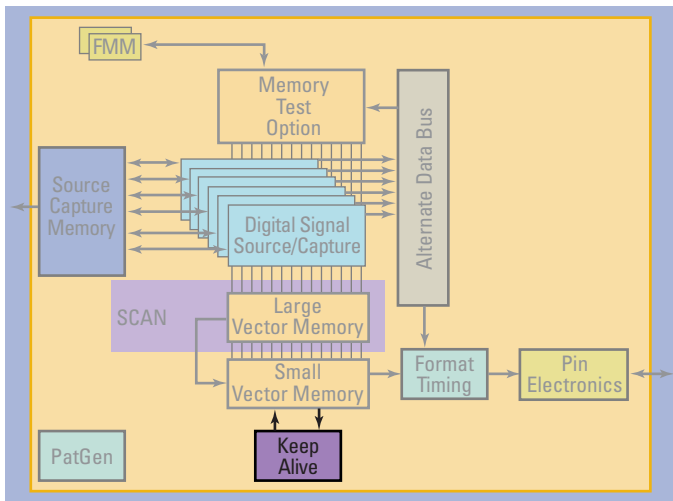 FMM
Memory
Test
Option
Alternate Data Bus
Source
Capture
Memory
Digital Signal
Source/Capture
SCAN
Large
Vector Memory
Small
Vector Memory
Format
Timing
Pin
Electronics
Keep
Alive
PatGen